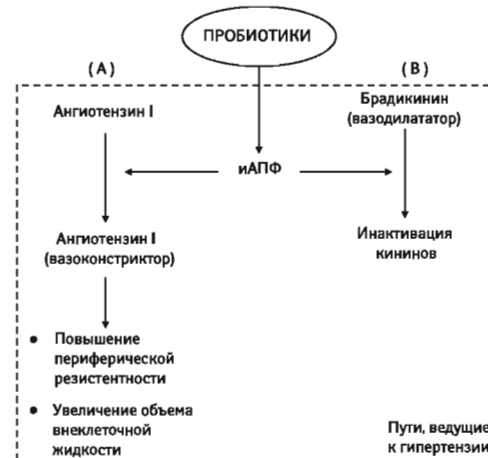 ПРОБИОТИКИ
( A )
( B )
Ангиотензин I
Брадикинин
(вазодилататор)
иАПФ
Ангиотензин I
(вазоконстриктор)
Инактивация
кининов
● Повышение
периферической
резистентности
● Увеличение объема
внеклеточной
жидкости
Пути, ведущие
к гипертензии